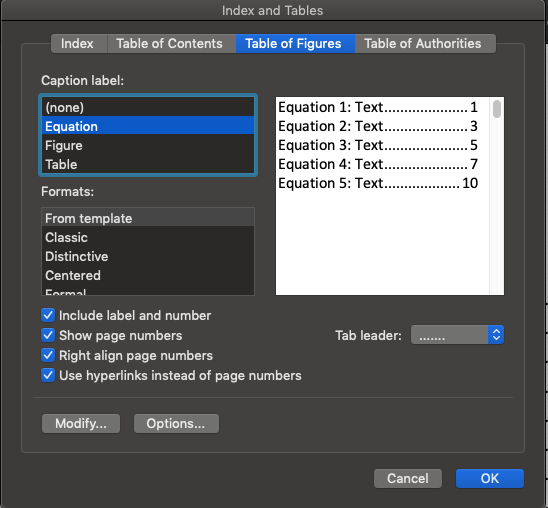 Index and Tables
Index Table of Contents Table of Figures Table of Authorities
Caption label:
(none)
Equation
Figure
Table
Equation 1: Text..................... 1
Equation 2: Text..................... 3
Equation 3: Text..................... 5
Equation 4: Text..................... 7
Equation 5: Text................... 10
Formats:
From template
Classic
Distinctive
Centered
Formal
Include label and number
Show page numbers
Right align page numbers
Use hyperlinks instead of page numbers
Tab leader: .......
Modify... Options...
Cancel OK